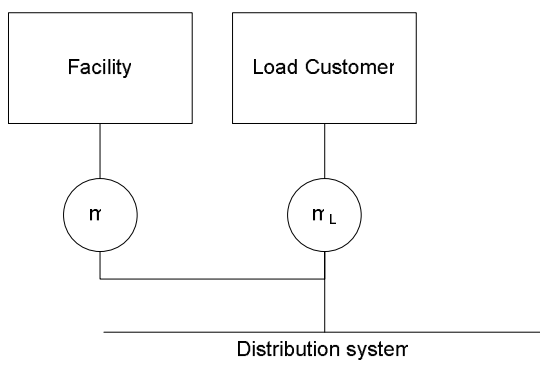 Facility
Load Customer
m
m L
Distribution system